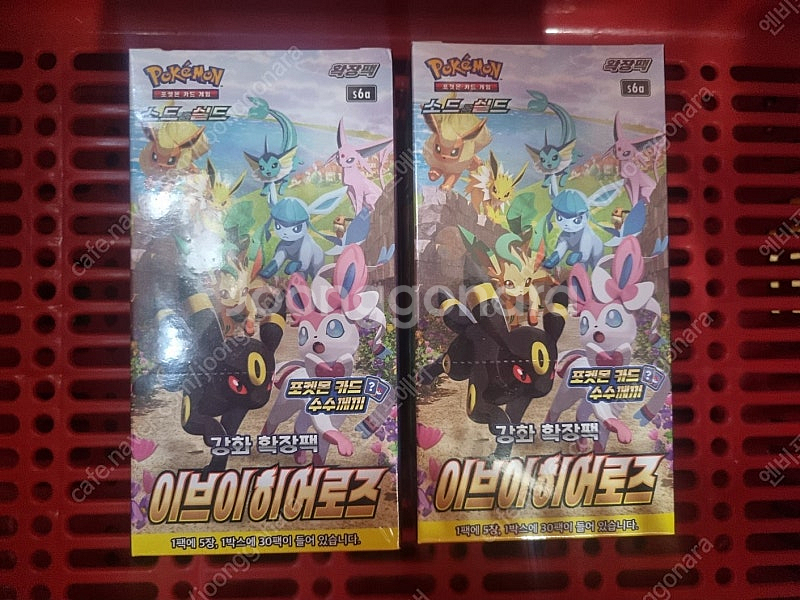 POKÉMON
포켓몬 카드 게임
소드&실드
확장팩
s6a
포켓몬 카드
수수께끼
강화 확장팩
이브이 히어로즈
1팩에 5장, 1박스에 30팩이 들어 있습니다.
POKÉMON
포켓몬 카드 게임
소드&실드
확장팩
s6a
포켓몬 카드
수수께끼
강화 확장팩
이브이 히어로즈
1팩에 5장, 1박스에 30팩이 들어 있습니다.
joonggonara
cafe.naver.com/joonggonara